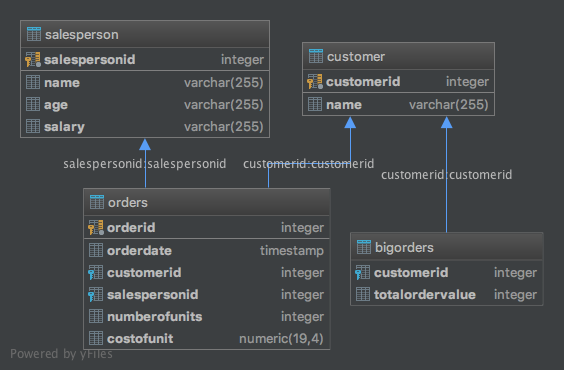 salesperson
salespersonid integer
name varchar(255)
age varchar(255)
salary varchar(255)
customer
customerid integer
name varchar(255)
salespersonid:salespersonid
customerid:customerid
customerid:customerid
orders
orderid integer
orderdate timestamp
customerid integer
salespersonid integer
numberofunits integer
costofunit numeric(19,4)
bigorders
customerid integer
totalordervalue integer
Powered by yFiles